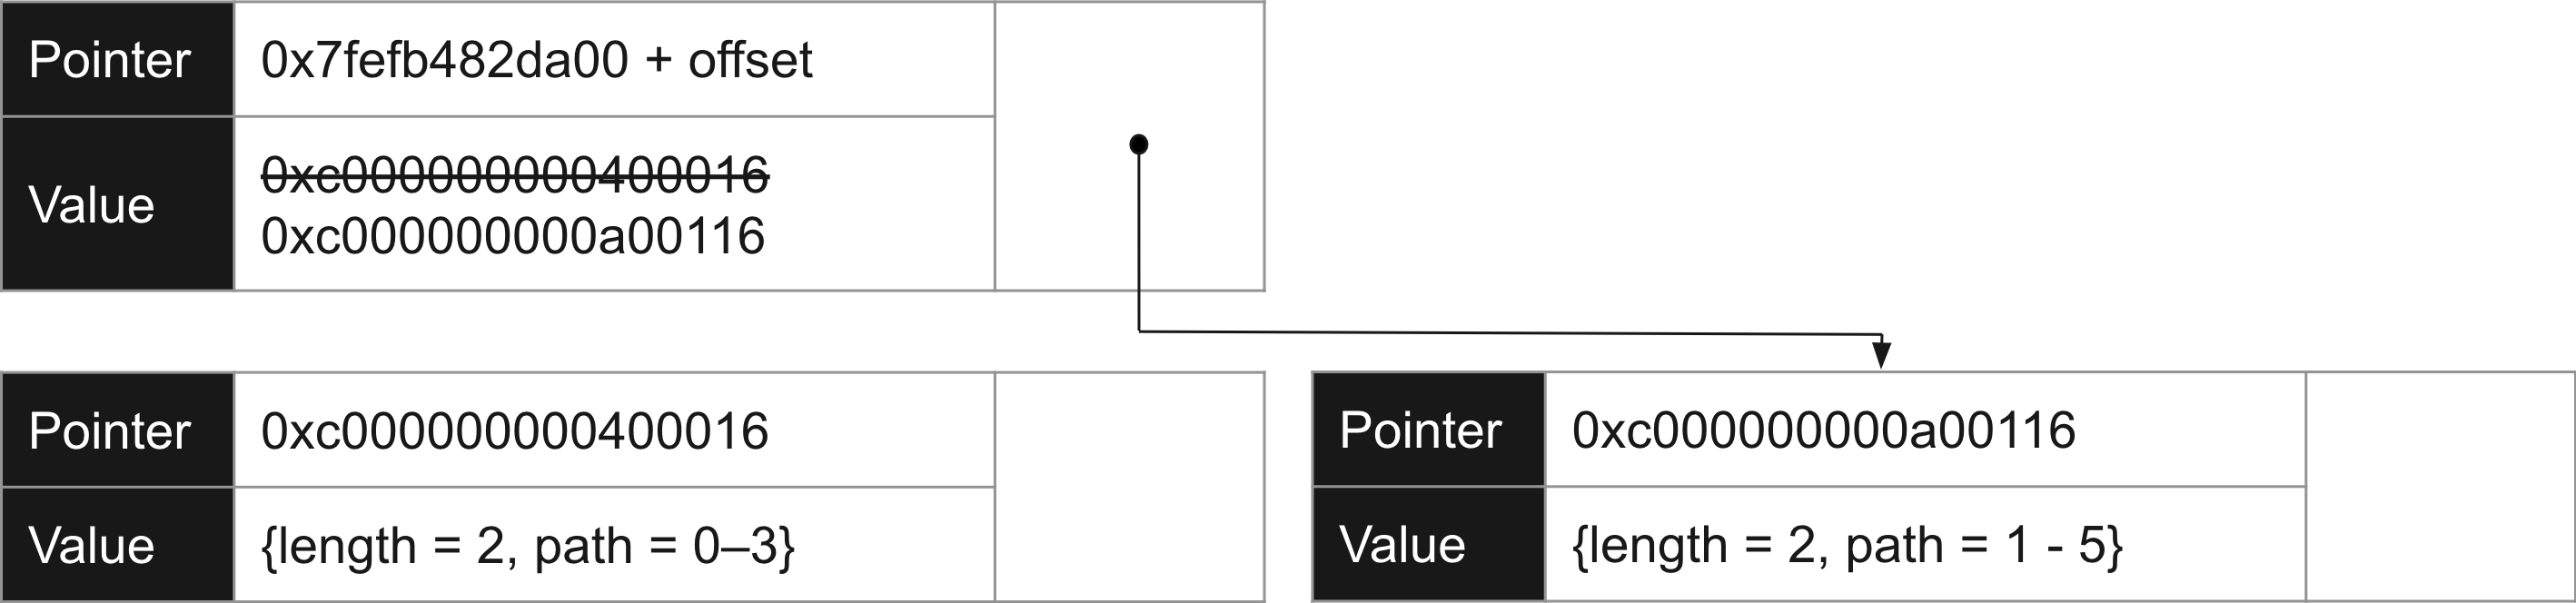 Pointer 0x7fefb482da00 + offset
Value 0xc000000000400016
0xc000000000a00116
Pointer 0xc000000000400016
Value {length = 2, path = 0–3}
Pointer 0xc000000000a00116
Value {length = 2, path = 1 - 5}